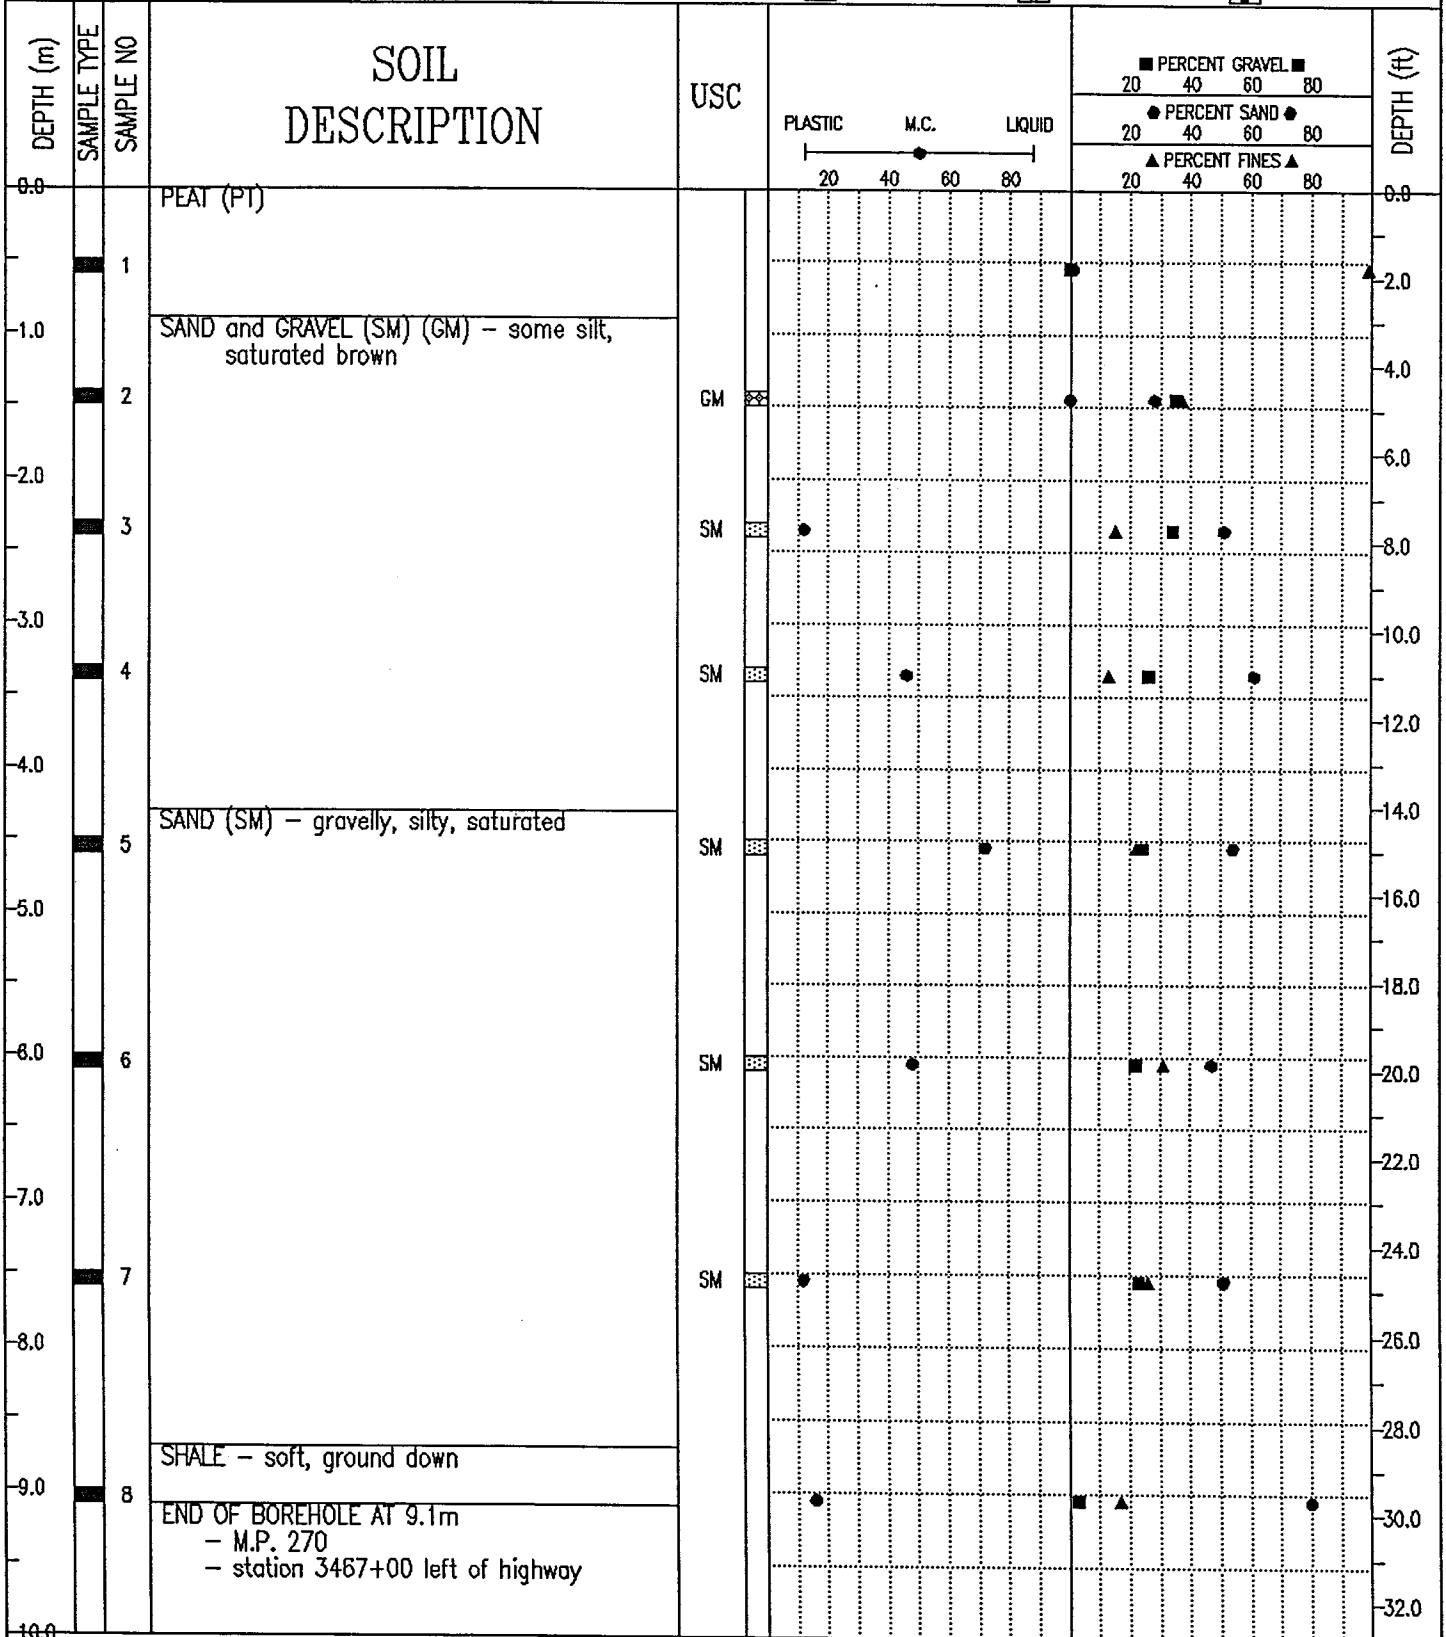 DEPTH (m)
SAMPLE TYPE
SAMPLE NO
SOIL
DESCRIPTION
USC
PLASTIC M.C. LIQUID
20 40 60 80
■ PERCENT GRAVEL ■
20 40 60 80
● PERCENT SAND ●
20 40 60 80
▲ PERCENT FINES ▲
20 40 60 80
DEPTH (ft)
0.0
PEAT (PT)
0.0
1
-2.0
-1.0
SAND and GRAVEL (SM) (GM) – some silt,
saturated brown
-4.0
2
GM
-6.0
-2.0
3
SM
-8.0
-3.0
-10.0
4
SM
-12.0
-4.0
-14.0
SAND (SM) – gravelly, silty, saturated
5
SM
-16.0
-5.0
-18.0
-6.0
6
SM
-20.0
-22.0
-7.0
-24.0
7
SM
-26.0
-8.0
-28.0
SHALE – soft, ground down
-9.0
8
END OF BOREHOLE AT 9.1m
-30.0
– M.P. 270
– station 3467+00 left of highway
-32.0
10.0